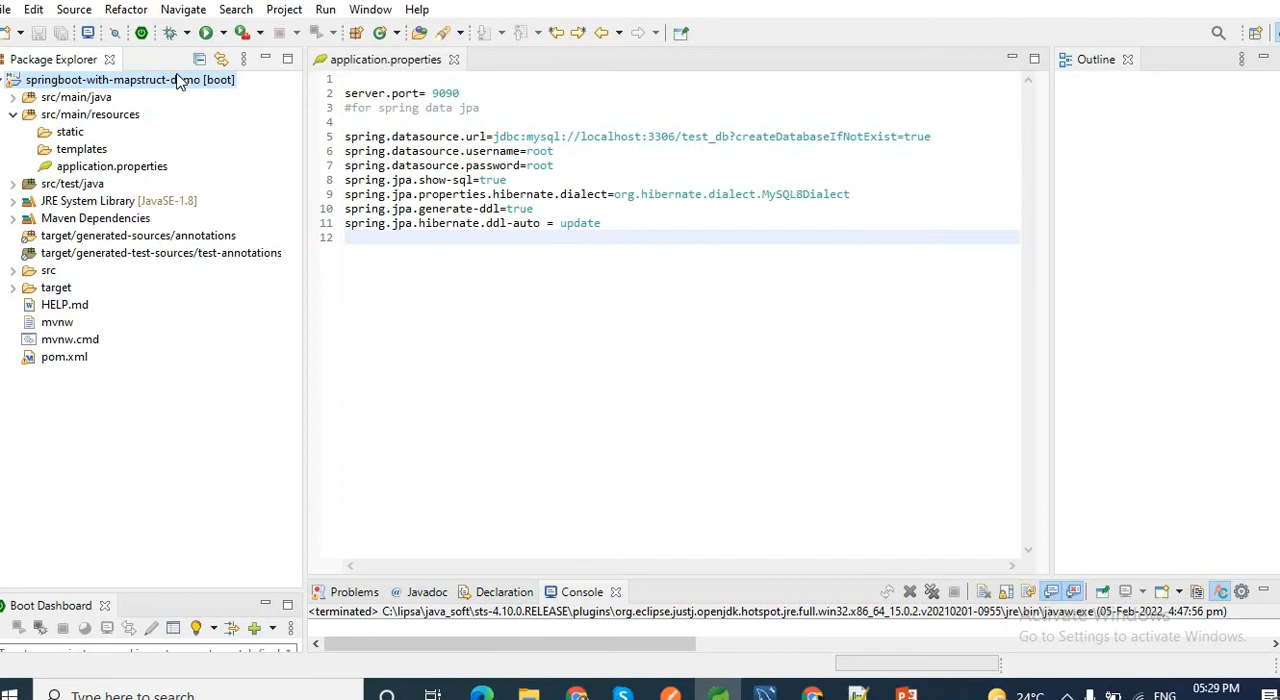 le Edit Source Refactor Navigate Search Project Run Window Help
Package Explorer
application.properties
Outline
springboot-with-mapstruct-demo [boot]
src/main/java
src/main/resources
static
templates
application.properties
src/test/java
JRE System Library [JavaSE-1.8]
Maven Dependencies
target/generated-sources/annotations
target/generated-test-sources/test-annotations
src
target
HELP.md
mvnw
mvnw.cmd
pom.xml
1
2 server.port= 9090
3 #for spring data jpa
4
5 spring.datasource.url=jdbc:mysql://localhost:3306/test_db?createDatabaseIfNotExist=true
6 spring.datasource.username=root
7 spring.datasource.password=root
8 spring.jpa.show-sql=true
9 spring.jpa.properties.hibernate.dialect=org.hibernate.dialect.MySQL8Dialect
10 spring.jpa.generate-ddl=true
11 spring.jpa.hibernate.ddl-auto = update
12
Boot Dashboard
Problems Javadoc Declaration Console
<terminated> C:\lipsa\java_soft\sts-4.10.0.RELEASE\plugins\org.eclipse.justj.openjdk.hotspot.jre.full.win32.x86_64_15.0.2.v20210201-0955\jre\bin\javaw.exe (05-Feb-2022, 4:47:56 pm)
Activate Windows
Go to Settings to activate Windows.
Type here to search
24°C
ENG
05:29 PM